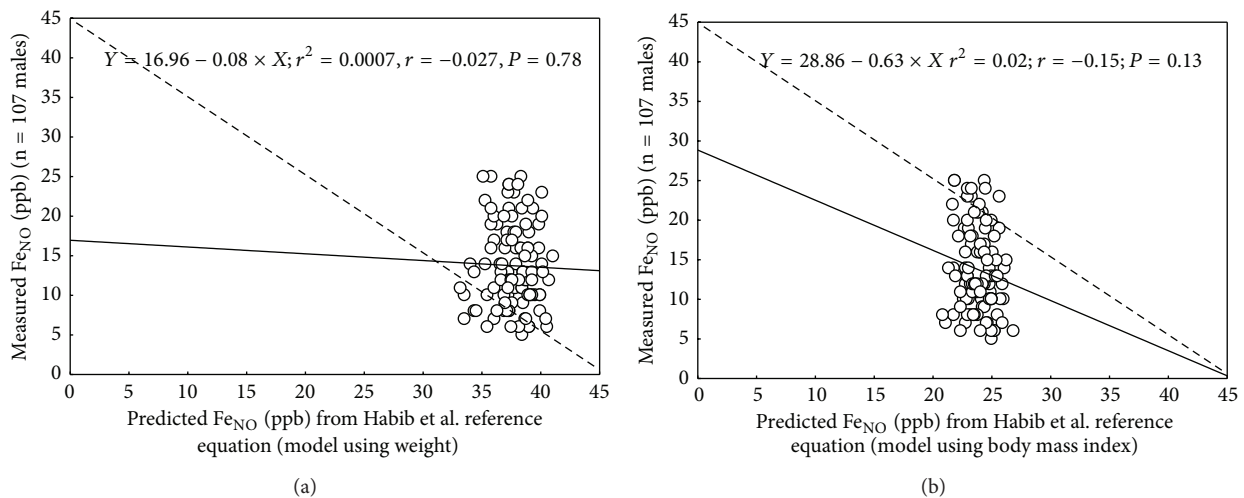 45
40
35
30
25
20
15
10
5
0
Measured Fe_NO (ppb) (n = 107 males)
Y = 16.96 − 0.08 × X; r² = 0.0007, r = −0.027, P = 0.78
0 5 10 15 20 25 30 35 40 45
Predicted Fe_NO (ppb) from Habib et al. reference
equation (model using weight)
(a)
45
40
35
30
25
20
15
10
5
0
Measured Fe_NO (ppb) (n = 107 males)
Y = 28.86 − 0.63 × X r² = 0.02; r = −0.15; P = 0.13
0 5 10 15 20 25 30 35 40 45
Predicted Fe_NO (ppb) from Habib et al. reference
equation (model using body mass index)
(b)